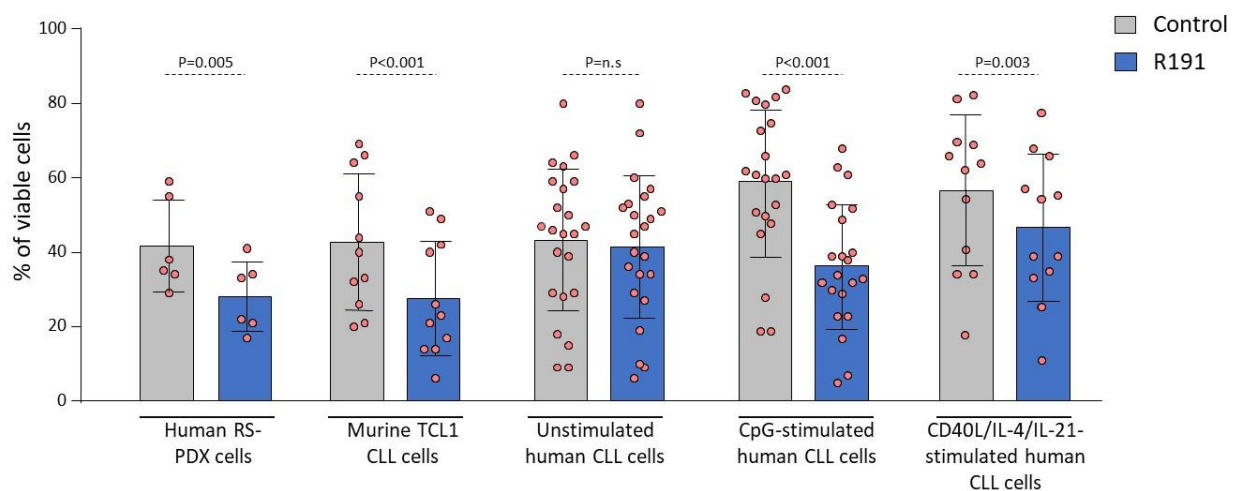 100
80
60
40
20
0
% of viable cells
Control
R191
P=0.005
P<0.001
P=n.s
P<0.001
P=0.003
Human RS-
PDX cells
Murine TCL1
CLL cells
Unstimulated
human CLL cells
CpG-stimulated
human CLL cells
CD40L/IL-4/IL-21-
stimulated human
CLL cells